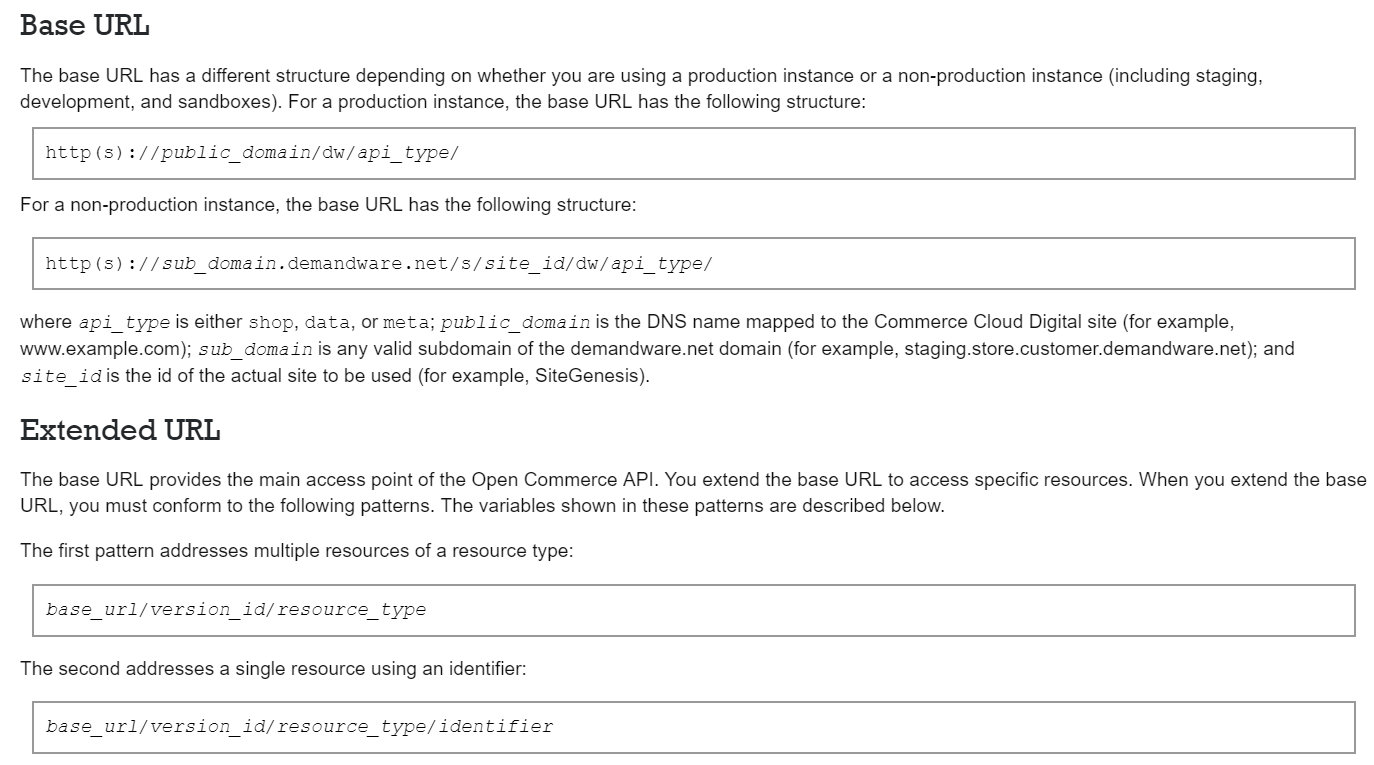 Base URL
The base URL has a different structure depending on whether you are using a production instance or a non-production instance (including staging,
development, and sandboxes). For a production instance, the base URL has the following structure:
http(s)://public_domain/dw/api_type/
For a non-production instance, the base URL has the following structure:
http(s)://sub_domain.demandware.net/s/site_id/dw/api_type/
where api_type is either shop, data, or meta; public_domain is the DNS name mapped to the Commerce Cloud Digital site (for example,
www.example.com); sub_domain is any valid subdomain of the demandware.net domain (for example, staging.store.customer.demandware.net); and
site_id is the id of the actual site to be used (for example, SiteGenesis).
Extended URL
The base URL provides the main access point of the Open Commerce API. You extend the base URL to access specific resources. When you extend the base
URL, you must conform to the following patterns. The variables shown in these patterns are described below.
The first pattern addresses multiple resources of a resource type:
base_url/version_id/resource_type
The second addresses a single resource using an identifier:
base_url/version_id/resource_type/identifier